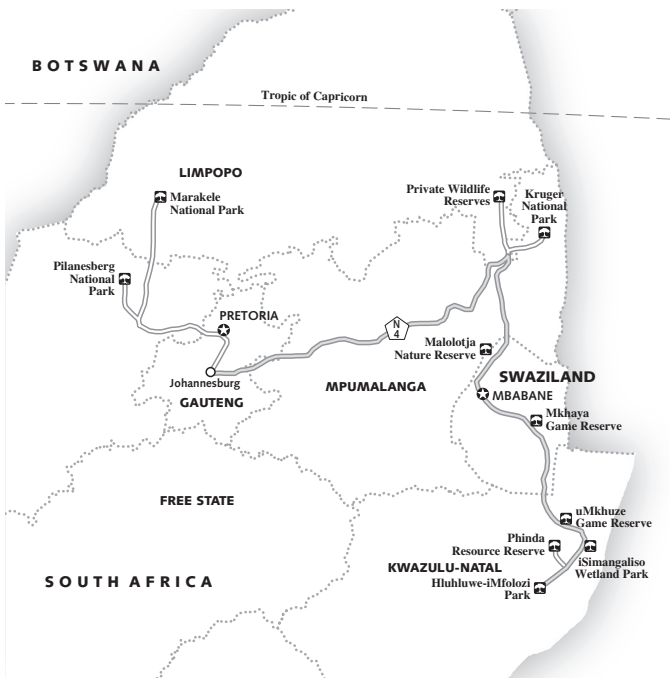 BOTSWANA
Tropic of Capricorn
LIMPOPO
Marakele
National Park
Private Wildlife
Reserves
Kruger
National
Park
Pilanesberg
National
Park
PRETORIA
N
4
Malolotja
Nature Reserve
Johannesburg
GAUTENG
MPUMALANGA
SWAZILAND
MBABANE
Mkhaya
Game Reserve
FREE STATE
uMkhuze
Game Reserve
Phinda
Resource Reserve
iSimangaliso
Wetland Park
KWAZULU-NATAL
Hluhluwe-iMfolozi
Park
SOUTH AFRICA